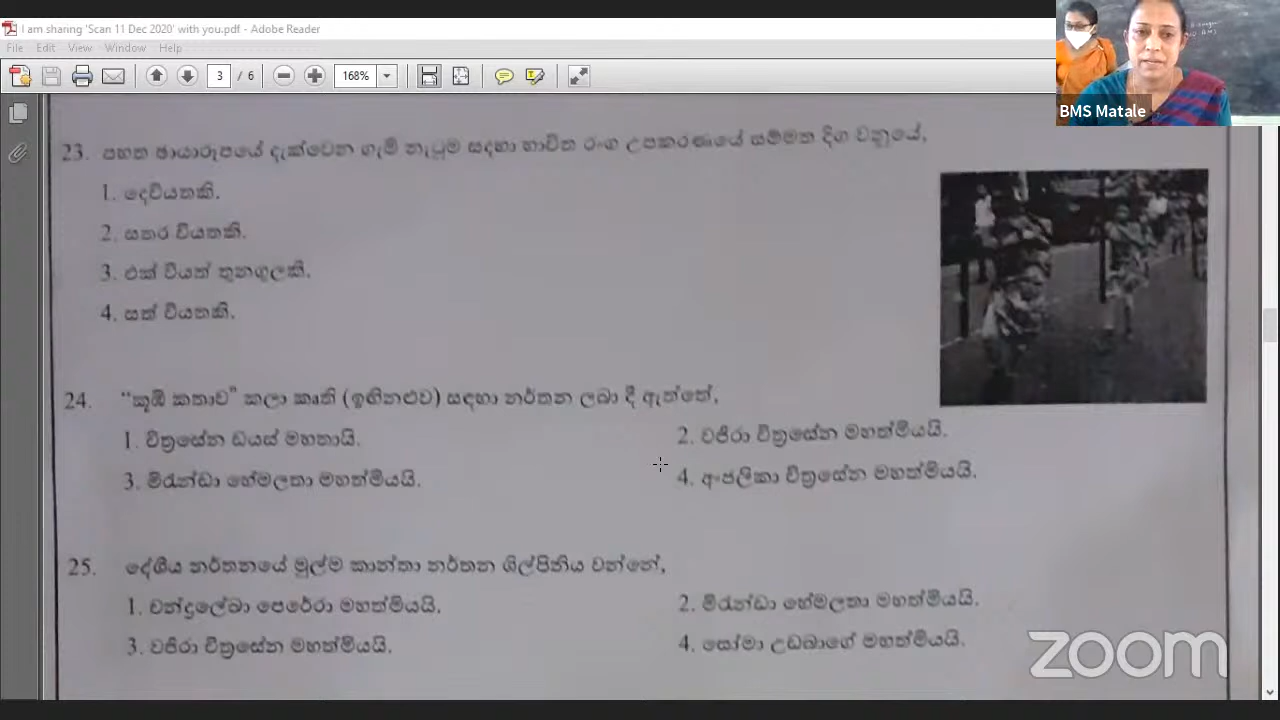 I am sharing 'Scan 11 Dec 2020' with you.pdf - Adobe Reader
File Edit View Window Help
3 / 6 168%
BMS Matale
23. පහත ඡායාරූපයේ දැක්වෙන ගැමි නැටුම සඳහා භාවිත රංග උපකරණයේ සම්මත දිග වනුයේ,
1. දෙවියතකි.
2. සතර වියතකි.
3. එක් වියත් තුනඟුලකි.
4. සත් වියතකි.
24. "කූඹි කතාව" කලා කෘති (ඉඟිනළුව) සඳහා නර්තන ලබා දී ඇත්තේ,
1. චිත්‍රසේන ඩයස් මහතායි.
2. වජිරා චිත්‍රසේන මහත්මියයි.
3. මිරැන්ඩා හේමලතා මහත්මියයි.
4. අංජලිකා චිත්‍රසේන මහත්මියයි.
25. දේශීය නර්තනයේ මුල්ම කාන්තා නර්තන ශිල්පිනිය වන්නේ,
1. චන්ද්‍රලේඛා පෙරේරා මහත්මියයි.
2. මිරැන්ඩා හේමලතා මහත්මියයි.
3. වජිරා චිත්‍රසේන මහත්මියයි.
4. සෝමා උඩබාගේ මහත්මියයි.
zoom